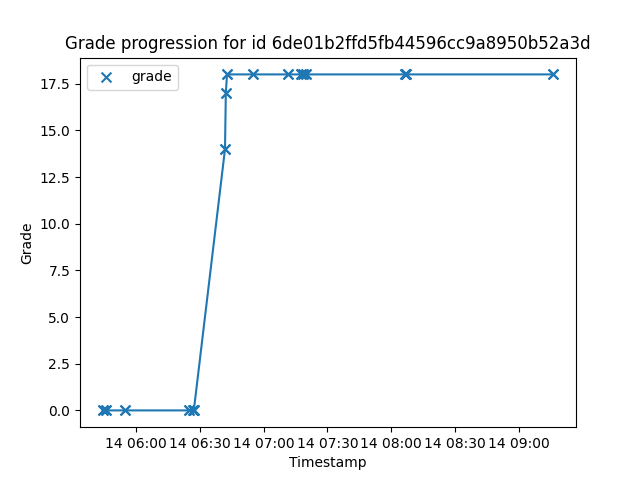 Grade progression for id 6de01b2ffd5fb44596cc9a8950b52a3d
grade
17.5
15.0
12.5
10.0
7.5
5.0
2.5
0.0
Grade
14 06:00 14 06:30 14 07:00 14 07:30 14 08:00 14 08:30 14 09:00
Timestamp